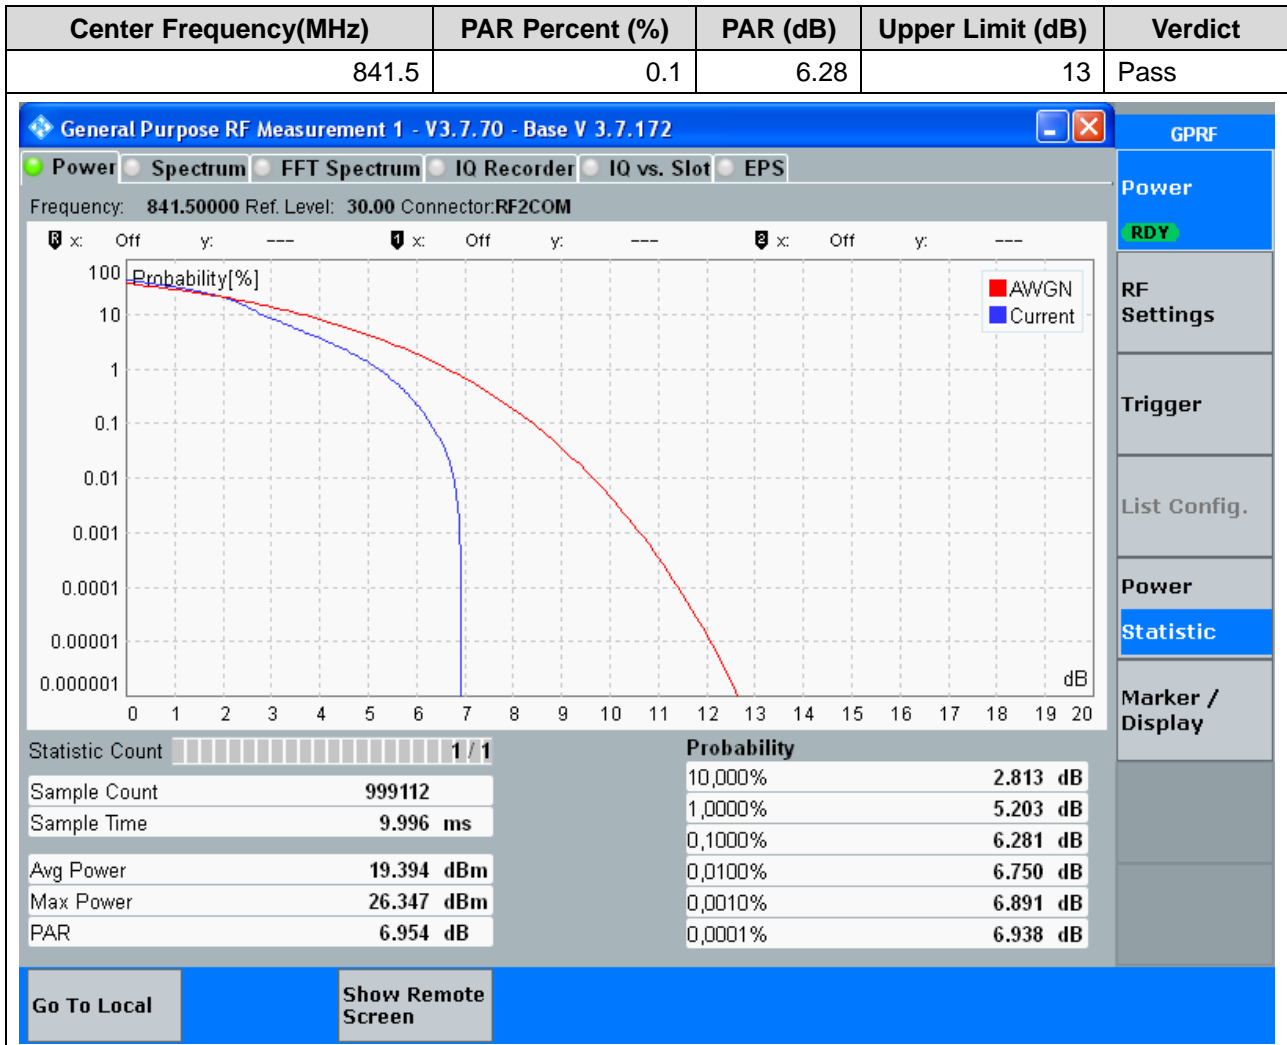 Center Frequency(MHz) PAR Percent (%) PAR (dB) Upper Limit (dB) Verdict
841.5 0.1 6.28 13 Pass
General Purpose RF Measurement 1 - V3.7.70 - Base V 3.7.172
GPRF
Power Spectrum FFT Spectrum IQ Recorder IQ vs. Slot EPS
Power
RDY
Frequency: 841.50000 Ref. Level: 30.00 Connector:RF2COM
R x: Off y: --- 1 x: Off y: --- 2 x: Off y: ---
100 Probability[%]
AWGN
Current
10
1
0.1
0.01
0.001
0.0001
0.00001
0.000001
dB
0 1 2 3 4 5 6 7 8 9 10 11 12 13 14 15 16 17 18 19 20
RF
Settings
Trigger
List Config.
Power
Statistic
Marker /
Display
Statistic Count 1 / 1
Sample Count 999112
Sample Time 9.996 ms
Avg Power 19.394 dBm
Max Power 26.347 dBm
PAR 6.954 dB
Probability
10,000% 2.813 dB
1,0000% 5.203 dB
0,1000% 6.281 dB
0,0100% 6.750 dB
0,0010% 6.891 dB
0,0001% 6.938 dB
Go To Local
Show Remote
Screen